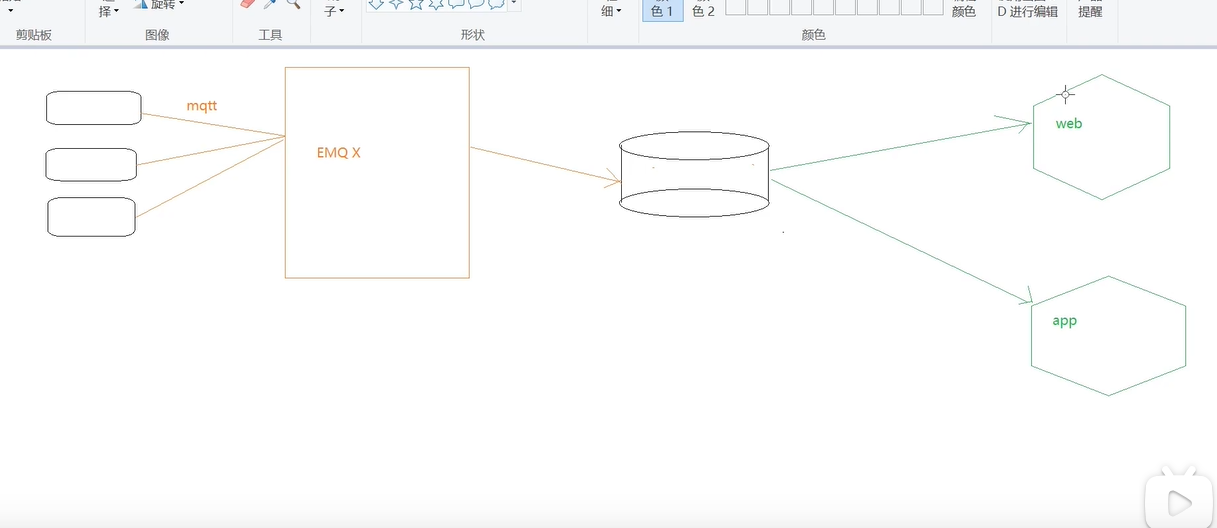 择
旋转
子
细
色 1
色 2
颜色
D 进行编辑
提醒
剪贴板
图像
工具
形状
颜色
mqtt
EMQ X
web
app